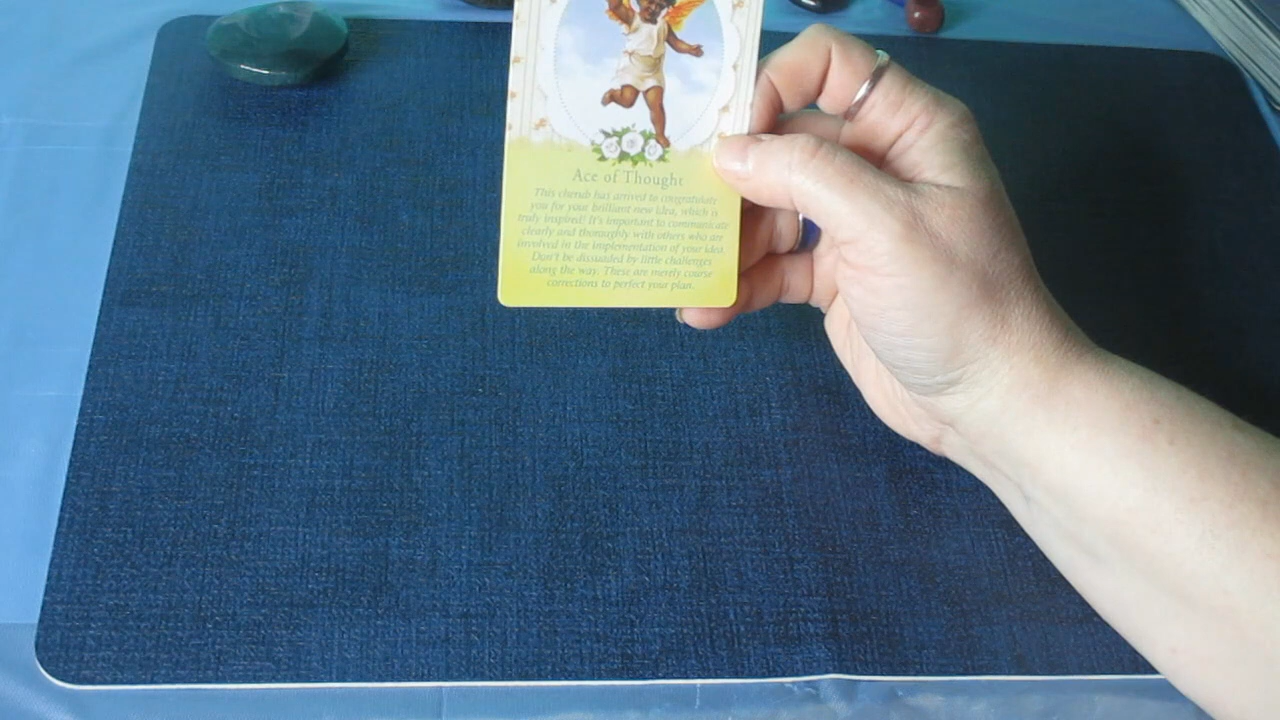 Ace of Thought
This cherub has arrived to congratulate
you for your brilliant new idea, which is
truly inspired! It's important to communicate
clearly and thoroughly with others who are
involved in the implementation of your idea.
Don't be dissuaded by little challenges
along the way. These are merely course
corrections to perfect your plan.